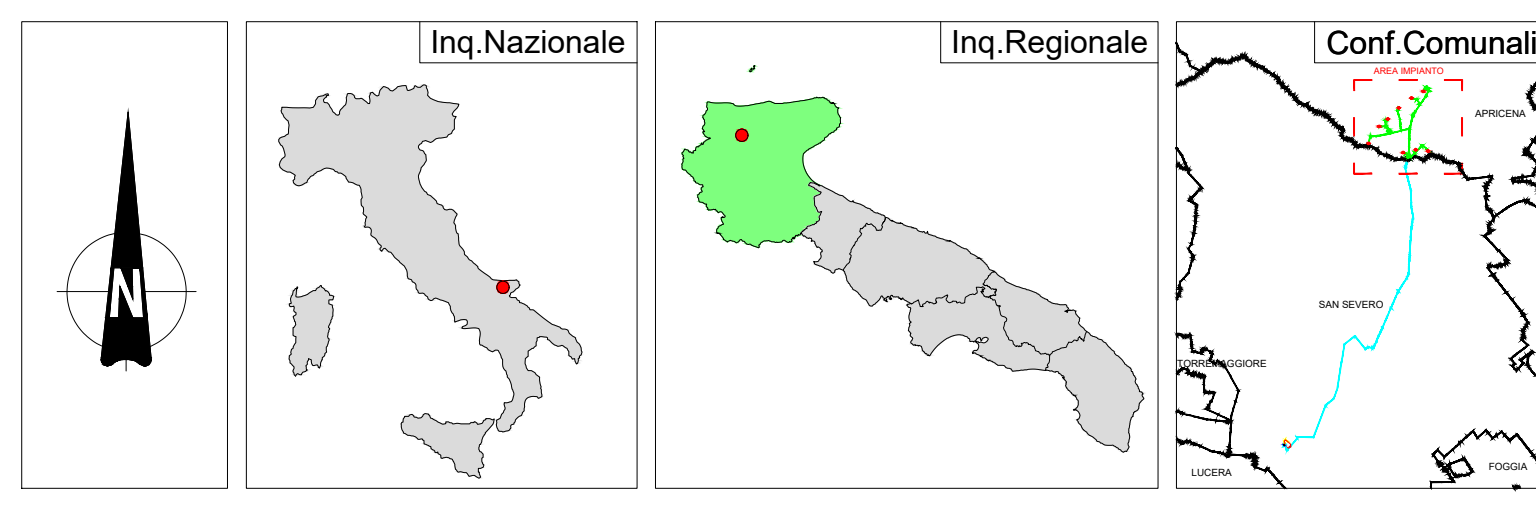 N
Inq.Nazionale
Inq.Regionale
Conf.Comunali
AREA IMPIANTO
APRICENA
SAN SEVERO
TORREMAGGIORE
LUCERA
FOGGIA